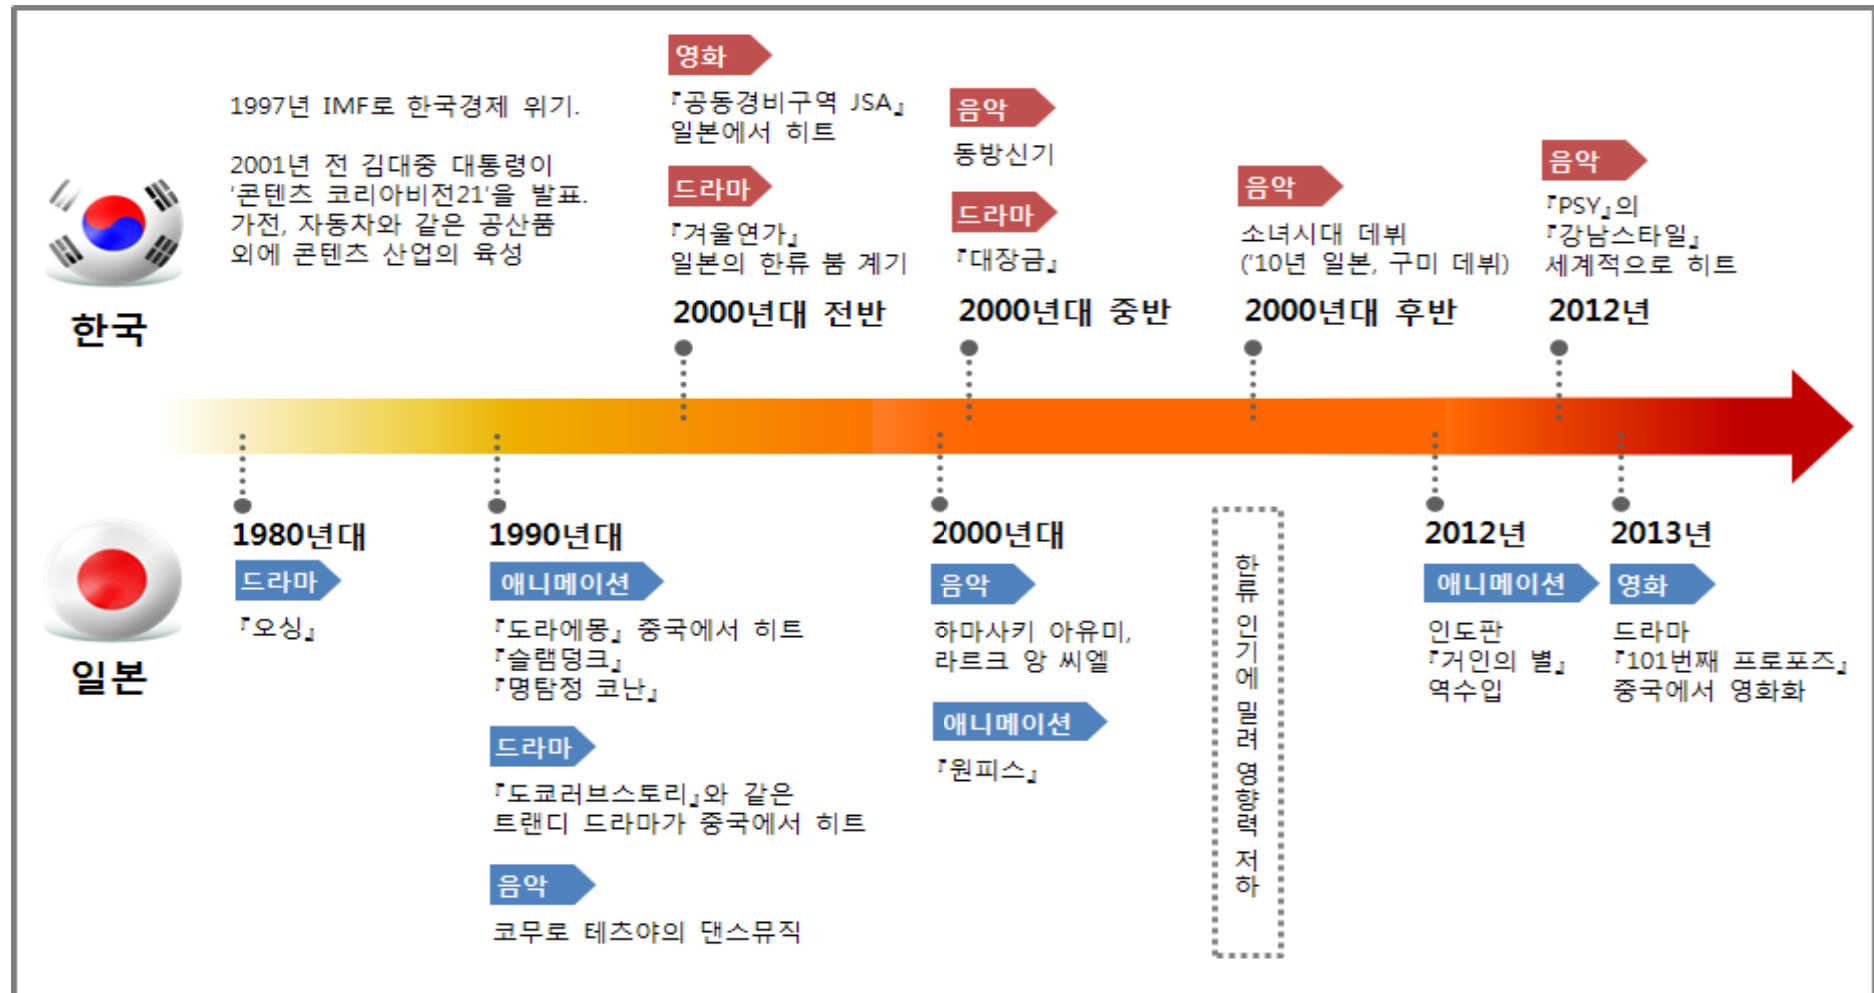 한국
1997년 IMF로 한국경제 위기.
2001년 전 김대중 대통령이
'콘텐츠 코리아비전21'을 발표.
가전, 자동차와 같은 공산품
외에 콘텐츠 산업의 육성
영화
『공동경비구역 JSA』
일본에서 히트
드라마
『겨울연가』
일본의 한류 붐 계기
2000년대 전반
음악
동방신기
드라마
『대장금』
2000년대 중반
음악
소녀시대 데뷔
('10년 일본, 구미 데뷔)
2000년대 후반
음악
『PSY』의
『강남스타일』
세계적으로 히트
2012년
일본
1980년대
드라마
『오싱』
1990년대
애니메이션
『도라에몽』 중국에서 히트
『슬램덩크』
『명탐정 코난』
드라마
『도쿄러브스토리』와 같은
트랜디 드라마가 중국에서 히트
음악
코무로 테츠야의 댄스뮤직
2000년대
음악
하마사키 아유미,
라르크 앙 씨엘
애니메이션
『원피스』
한류 인기에 밀려 영향력 저하
2012년
애니메이션
인도판
『거인의 별』
역수입
2013년
영화
드라마
『101번째 프로포즈』
중국에서 영화화